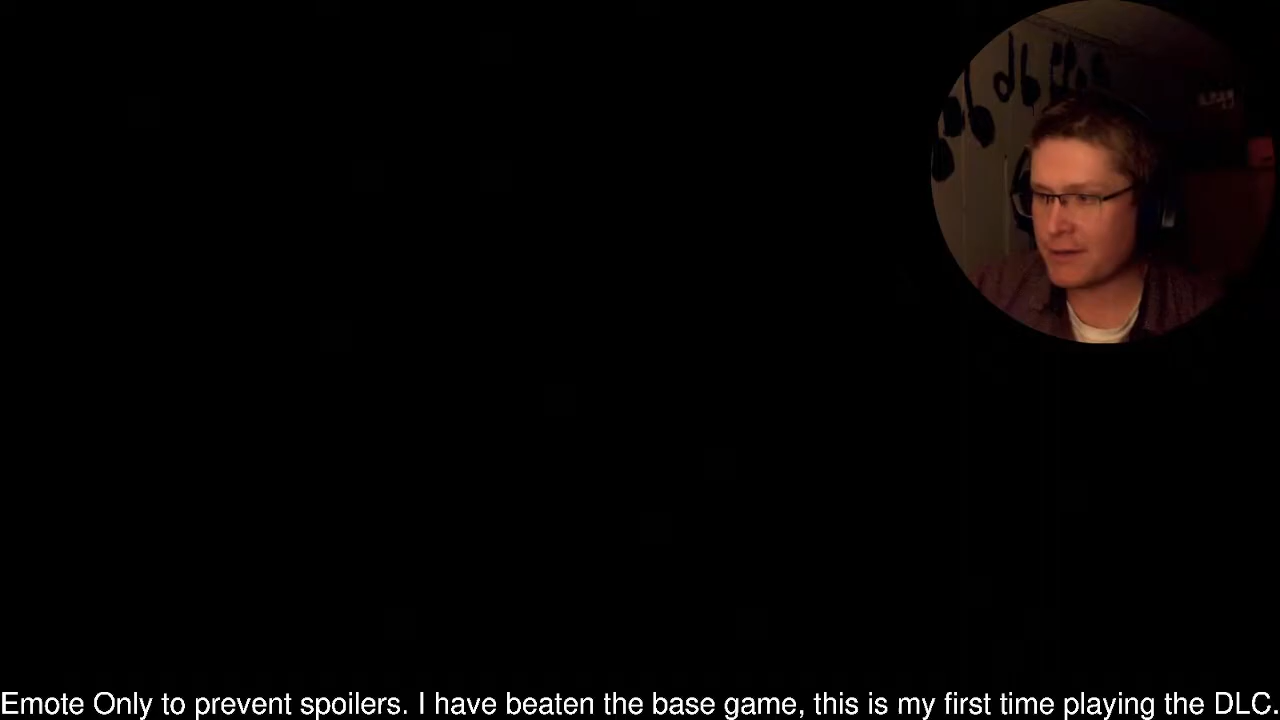 Emote Only to prevent spoilers. I have beaten the base game, this is my first time playing the DLC.